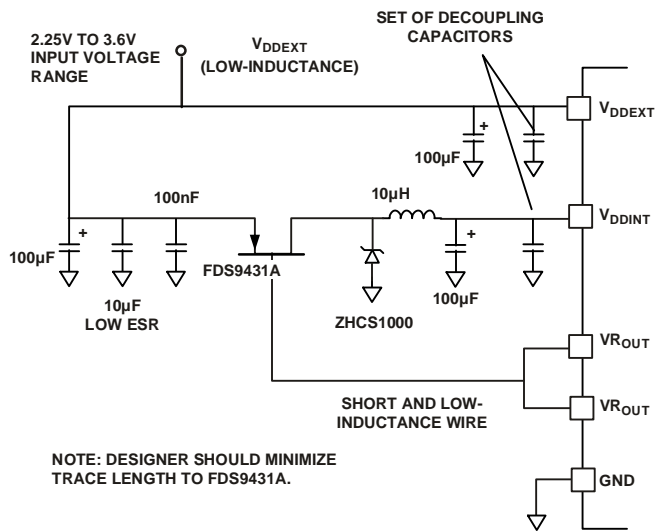 2.25V TO 3.6V
INPUT VOLTAGE
RANGE
VDDEXT
(LOW-INDUCTANCE)
SET OF DECOUPLING
CAPACITORS
VDDEXT
+
100µF
100nF
10µH
VDDINT
+
100µF
10µF
LOW ESR
FDS9431A
ZHCS1000
+
100µF
VROUT
SHORT AND LOW-
INDUCTANCE WIRE
VROUT
NOTE: DESIGNER SHOULD MINIMIZE
TRACE LENGTH TO FDS9431A.
GND